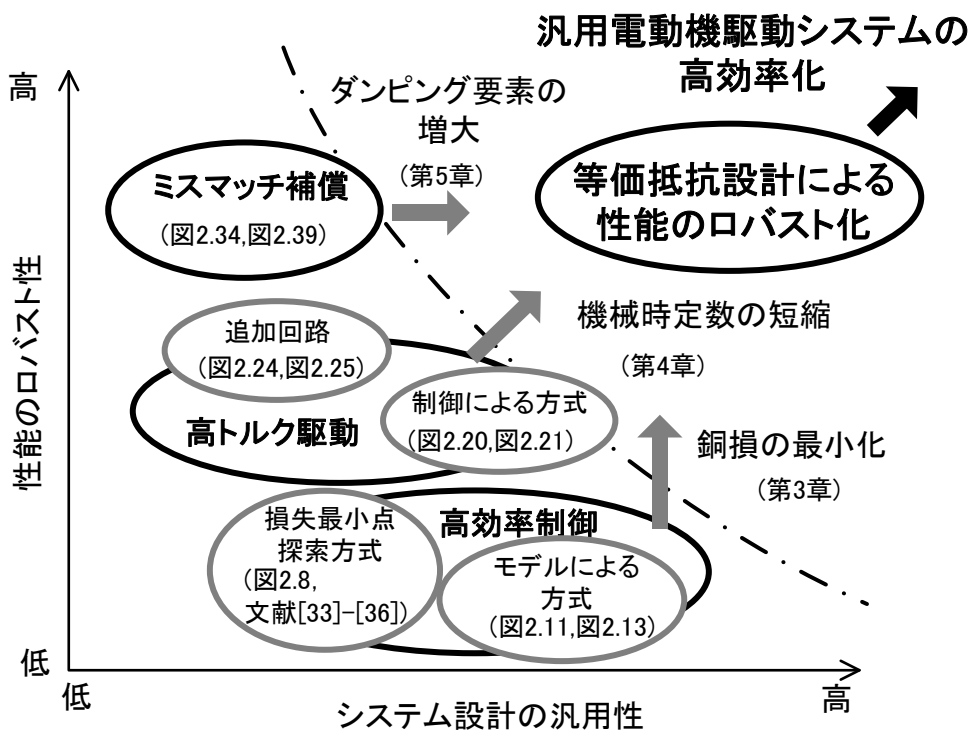 汎用電動機駆動システムの
高効率化
高
ダンピング要素の
増大
(第5章)
ミスマッチ補償
(図2.34,図2.39)
等価抵抗設計による
性能のロバスト化
性能のロバスト性
追加回路
(図2.24,図2.25)
機械時定数の短縮
(第4章)
高トルク駆動
制御による方式
(図2.20,図2.21)
銅損の最小化
(第3章)
損失最小点
探索方式
(図2.8,
文献[33]-[36])
高効率制御
モデルによる
方式
(図2.11,図2.13)
低
低
高
システム設計の汎用性